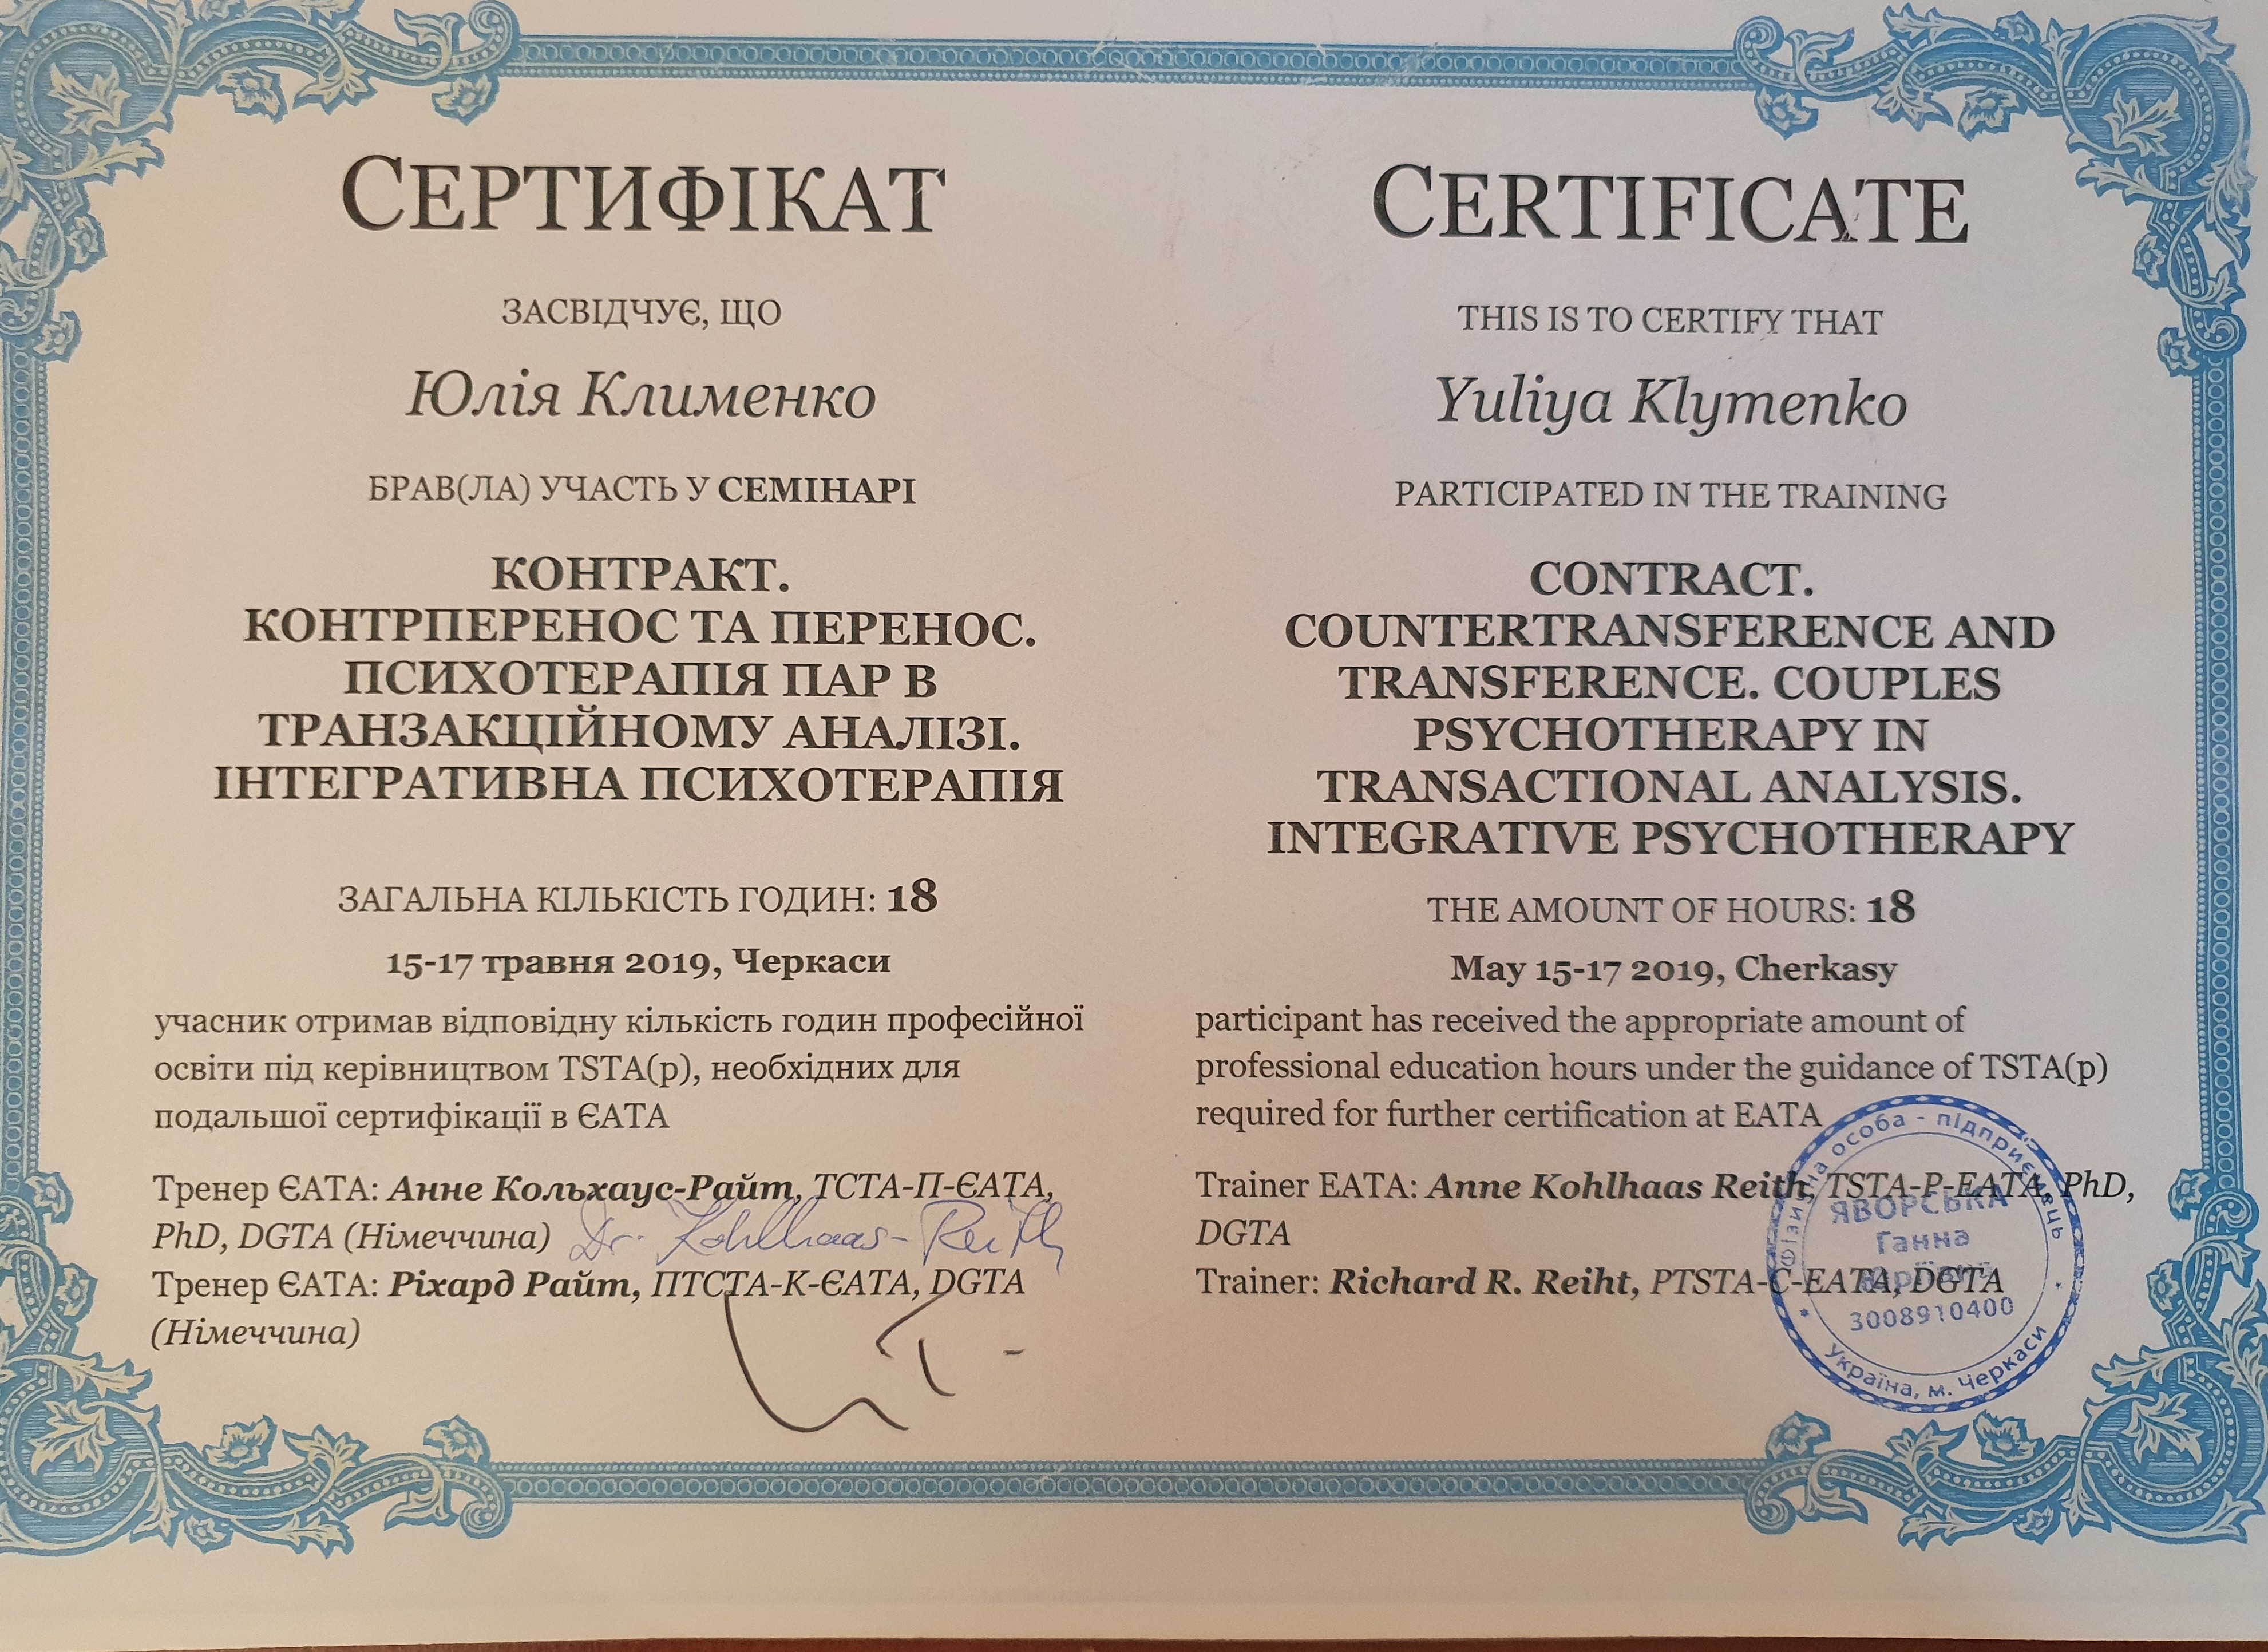 СЕРТИФІКАТ
ЗАСВІДЧУЄ, ЩО
Юлія Клименко
БРАВ(ЛА) УЧАСТЬ У СЕМІНАРІ
КОНТРАКТ.
КОНТРПЕРЕНОС ТА ПЕРЕНОС.
ПСИХОТЕРАПІЯ ПАР В
ТРАНЗАКЦІЙНОМУ АНАЛІЗІ.
ІНТЕГРАТИВНА ПСИХОТЕРАПІЯ
ЗАГАЛЬНА КІЛЬКІСТЬ ГОДИН: 18
15-17 травня 2019, Черкаси
учасник отримав відповідну кількість годин професійної
освіти під керівництвом TSTA(p), необхідних для
подальшої сертифікації в ЄАТА
Тренер ЄАТА: Анне Кольхаус-Райт, ТСТА-П-ЄАТА,
PhD, DGTA (Німеччина)
Dr. Kohlhaas-Reith
Тренер ЄАТА: Ріхард Райт, ПТСТА-К-ЄАТА, DGTA
(Німеччина)
CERTIFICATE
THIS IS TO CERTIFY THAT
Yuliya Klymenko
PARTICIPATED IN THE TRAINING
CONTRACT.
COUNTERTRANSFERENCE AND
TRANSFERENCE. COUPLES
PSYCHOTHERAPY IN
TRANSACTIONAL ANALYSIS.
INTEGRATIVE PSYCHOTHERAPY
THE AMOUNT OF HOURS: 18
May 15-17 2019, Cherkasy
participant has received the appropriate amount of
professional education hours under the guidance of TSTA(p)
required for further certification at EATA
Trainer EATA: Anne Kohlhaas Reith, TSTA-P-EATA, PhD,
DGTA
Trainer: Richard R. Reiht, PTSTA-C-EATA, DGTA
Фізична особа - підприємець
ЯВОРСЬКА
Ганна
3008910400
Україна, м. Черкаси